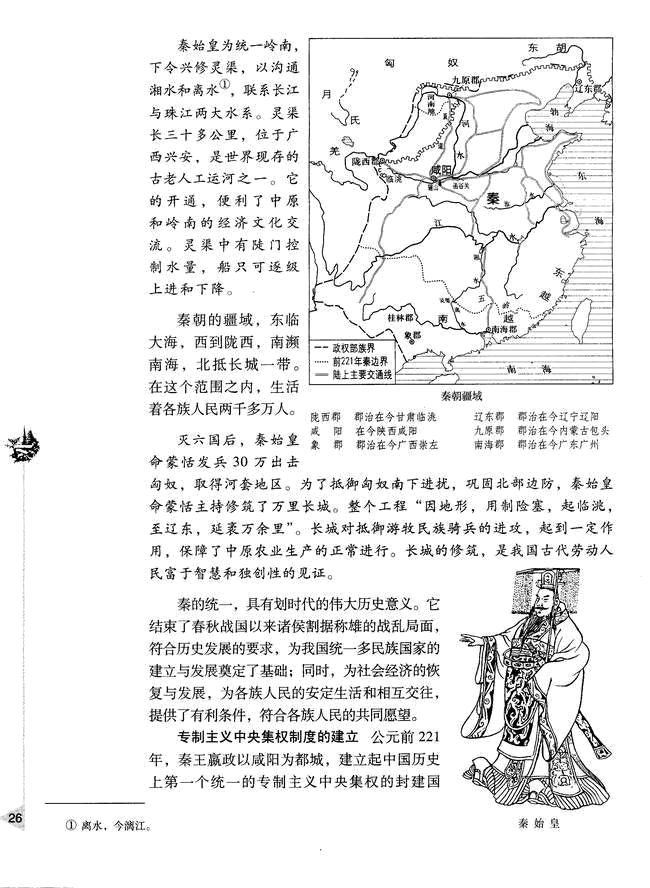 秦始皇为统一岭南，
下令兴修灵渠，以沟通
湘水和离水①，联系长江
与珠江两大水系。灵渠
长三十多公里，位于广
西兴安，是世界现存的
古老人工运河之一。它
的开通，便利了中原
和岭南的经济文化交
流。灵渠中有陡门控
制水量，船只可逐级
上进和下降。
秦朝的疆域，东临
大海，西到陇西，南濒
南海，北抵长城一带。
在这个范围之内，生活
着各族人民两千多万人。
灭六国后，秦始皇
命蒙恬发兵 30 万出击
匈奴，取得河套地区。为了抵御匈奴南下进扰，巩固北部边防，秦始皇
命蒙恬主持修筑了万里长城。整个工程“因地形，用制险塞，起临洮，
至辽东，延袤万余里”。长城对抵御游牧民族骑兵的进攻，起到一定作
用，保障了中原农业生产的正常进行。长城的修筑，是我国古代劳动人
民富于智慧和独创性的见证。
匈 奴
东 胡
月 氏
羌
九原郡
辽东郡
河南地
渤 海
陇西郡
临洮
咸阳
骊山
函谷关
秦
河 水
江 水
东 海
东 越
五 岭
桂林郡
南 越
象郡
南海郡
南 海
政权部族界
前221年秦边界
陆上主要交通线
秦朝疆域
陇西郡 郡治在今甘肃临洮 辽东郡 郡治在今辽宁辽阳
咸 阳 在今陕西咸阳 九原郡 郡治在今内蒙古包头
象 郡 郡治在今广西崇左 南海郡 郡治在今广东广州
秦的统一，具有划时代的伟大历史意义。它
结束了春秋战国以来诸侯割据称雄的战乱局面，
符合历史发展的要求，为我国统一多民族国家的
建立与发展奠定了基础；同时，为社会经济的恢
复与发展，为各族人民的安定生活和相互交往，
提供了有利条件，符合各族人民的共同愿望。
专制主义中央集权制度的建立 公元前 221
年，秦王嬴政以咸阳为都城，建立起中国历史
上第一个统一的专制主义中央集权的封建国
秦 始 皇
① 离水，今漓江。
26